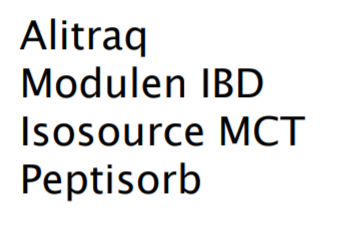 Alitraq
Modulen IBD
Isosource MCT
Peptisorb